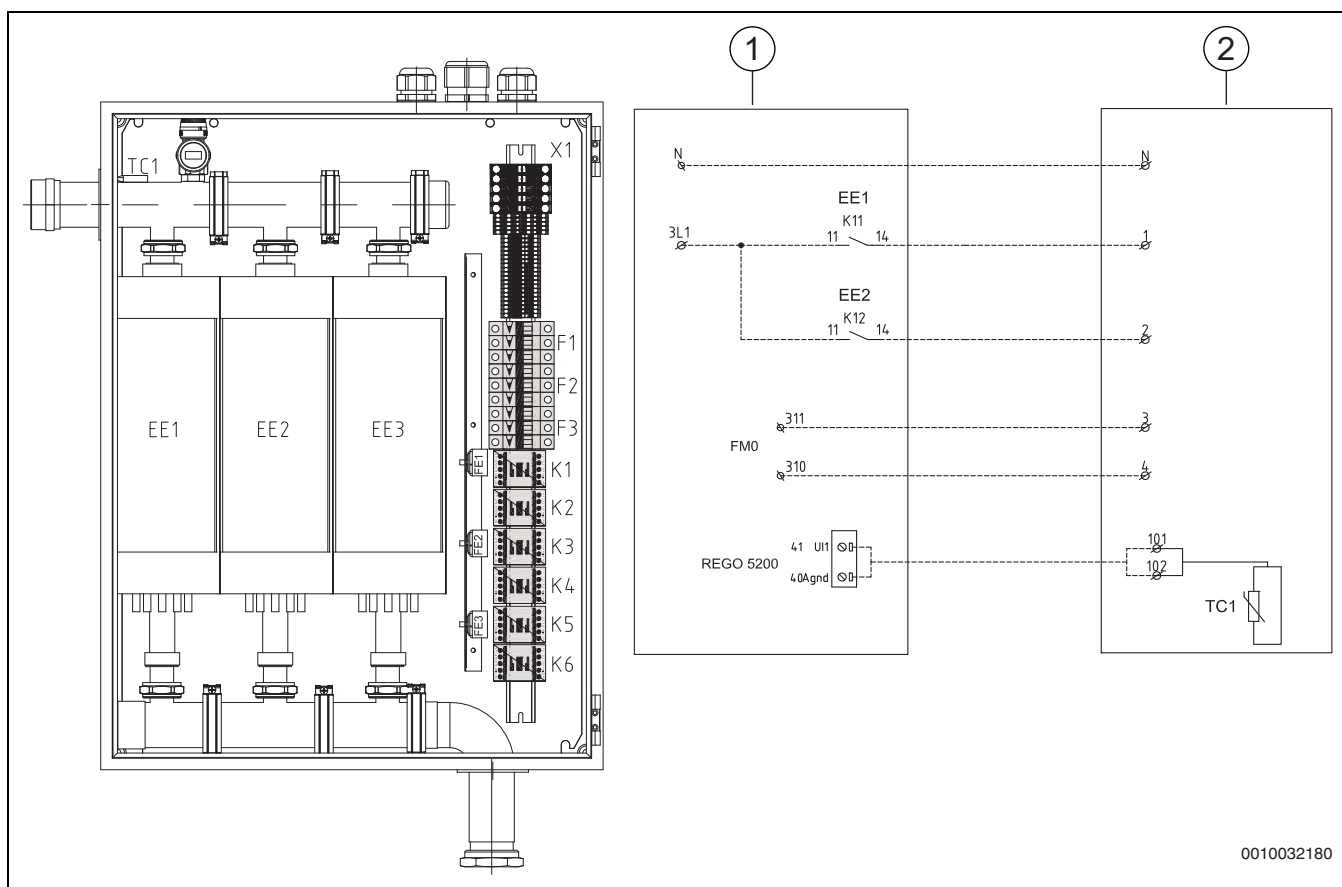 1
2
TC1
X1
EE1
EE2
EE3
F1
F2
F3
FE1
FE2
FE3
K1
K2
K3
K4
K5
K6
N
N
EE1
K11
3L1
11
14
1
EE2
K12
11
14
2
311
3
FM0
310
4
REGO 5200
41 UI1
40Agnd
101
102
TC1
0010032180